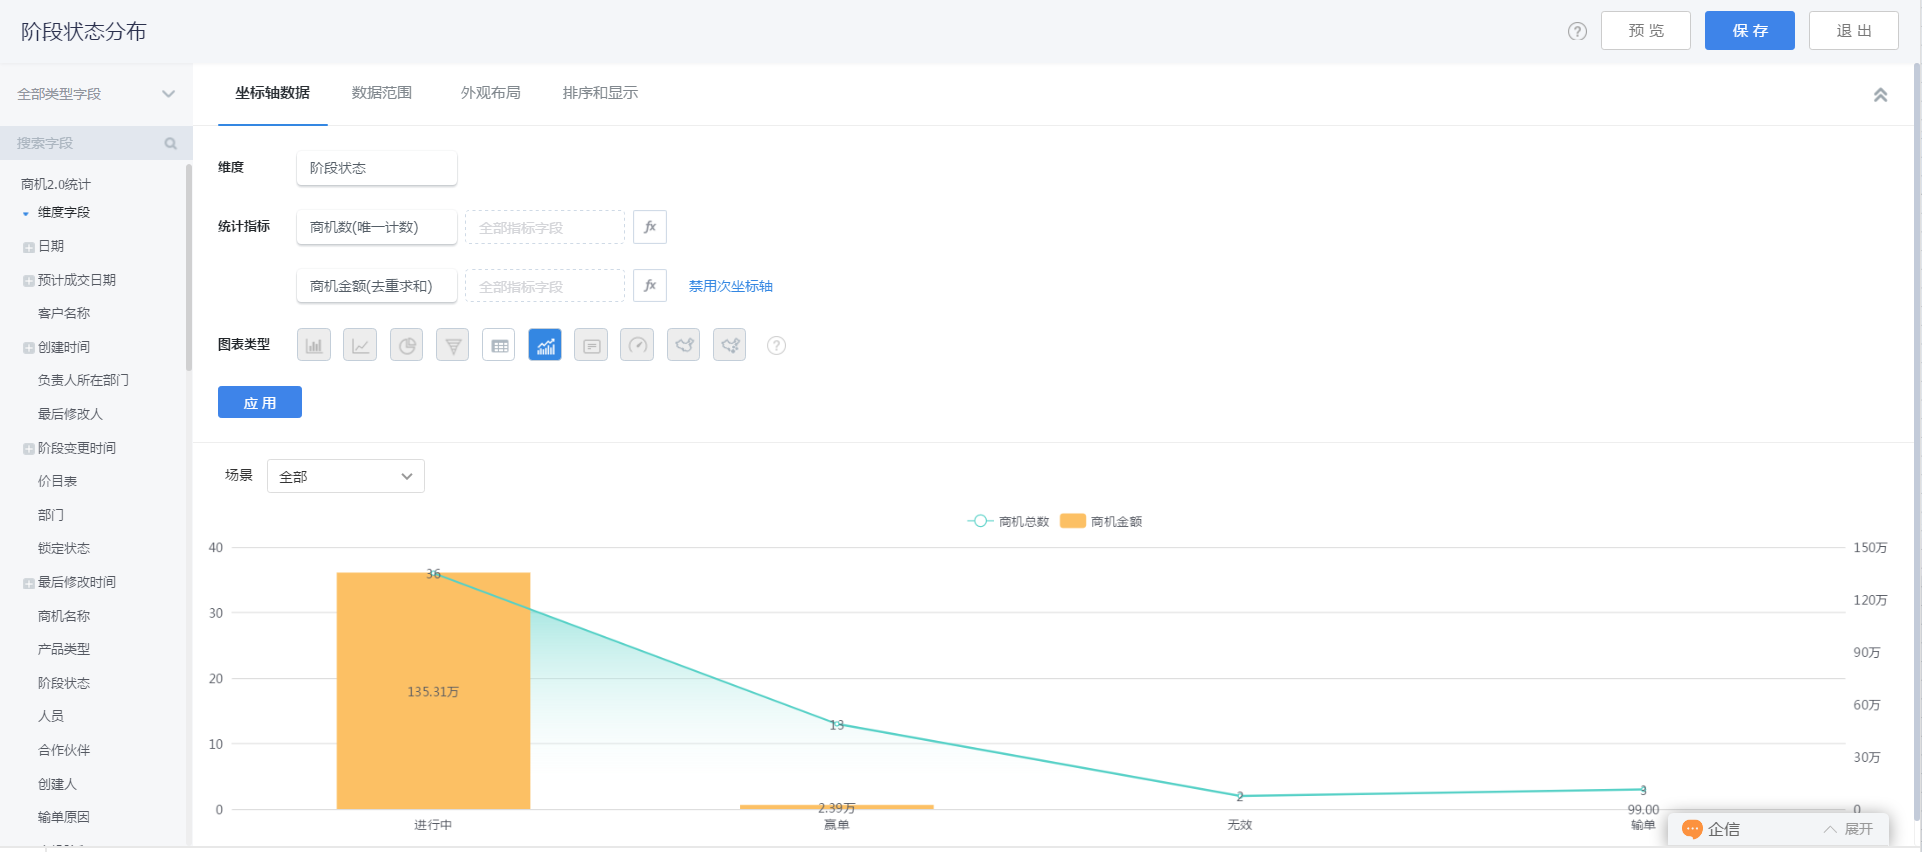 阶段状态分布
?
预 览
保 存
退 出
全部类型字段
搜索字段
商机2.0统计
维度字段
日期
预计成交日期
客户名称
创建时间
负责人所在部门
最后修改人
阶段变更时间
价目表
部门
锁定状态
最后修改时间
商机名称
产品类型
阶段状态
人员
合作伙伴
创建人
输单原因
坐标轴数据
数据范围
外观布局
排序和显示
维度
阶段状态
统计指标
商机数(唯一计数)
全部指标字段
fx
商机金额(去重求和)
全部指标字段
fx
禁用次坐标轴
图表类型
?
应 用
场景
全部
商机总数
商机金额
40
30
20
10
0
150万
120万
90万
60万
30万
0
36
135.31万
13
2.39万
2
3
99.00
进行中
赢单
无效
输单
企信
展开